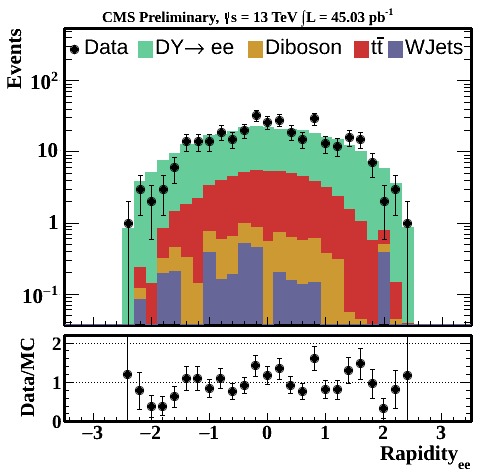 CMS Preliminary, √s = 13 TeV ∫L = 45.03 pb⁻¹
Data DY→ ee Diboson tt̄ WJets
Events
10²
10
1
10⁻¹
Data/MC
2
1
0
−3 −2 −1 0 1 2 3
Rapidity_ee